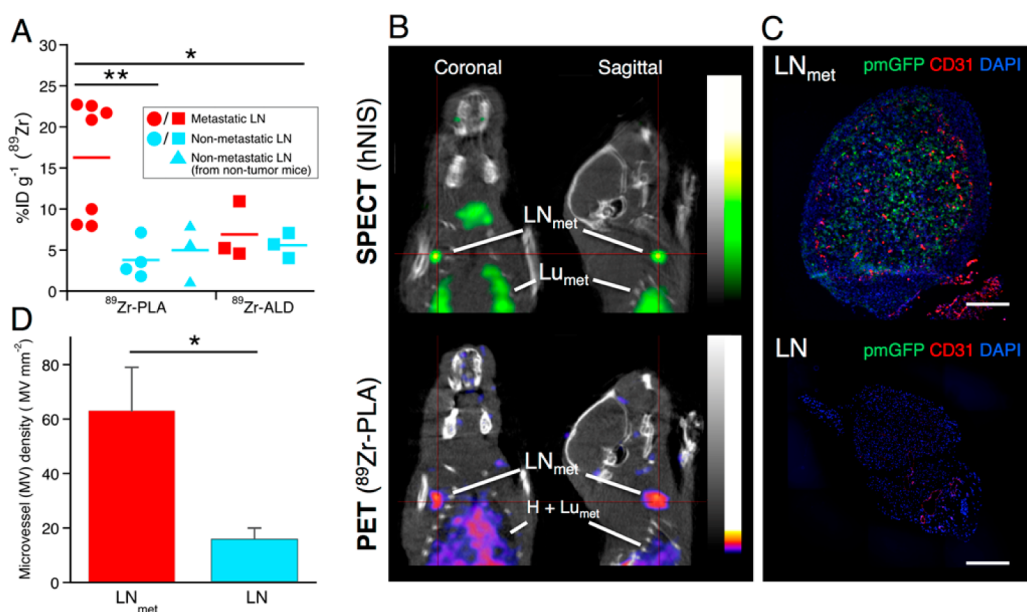 A
30
25
20
15
10
5
0
%ID g⁻¹ (⁸⁹Zr)
*
**
Metastatic LN
Non-metastatic LN
Non-metastatic LN
(from non-tumor mice)
⁸⁹Zr-PLA
⁸⁹Zr-ALD
B
Coronal
Sagittal
SPECT (hNIS)
LNmet
Lumet
PET (⁸⁹Zr-PLA)
LNmet
H + Lumet
C
LNmet
pmGFP CD31 DAPI
LN
pmGFP CD31 DAPI
D
80
60
40
20
0
Microvessel (MV) density ( MV mm⁻²)
*
LNmet
LN